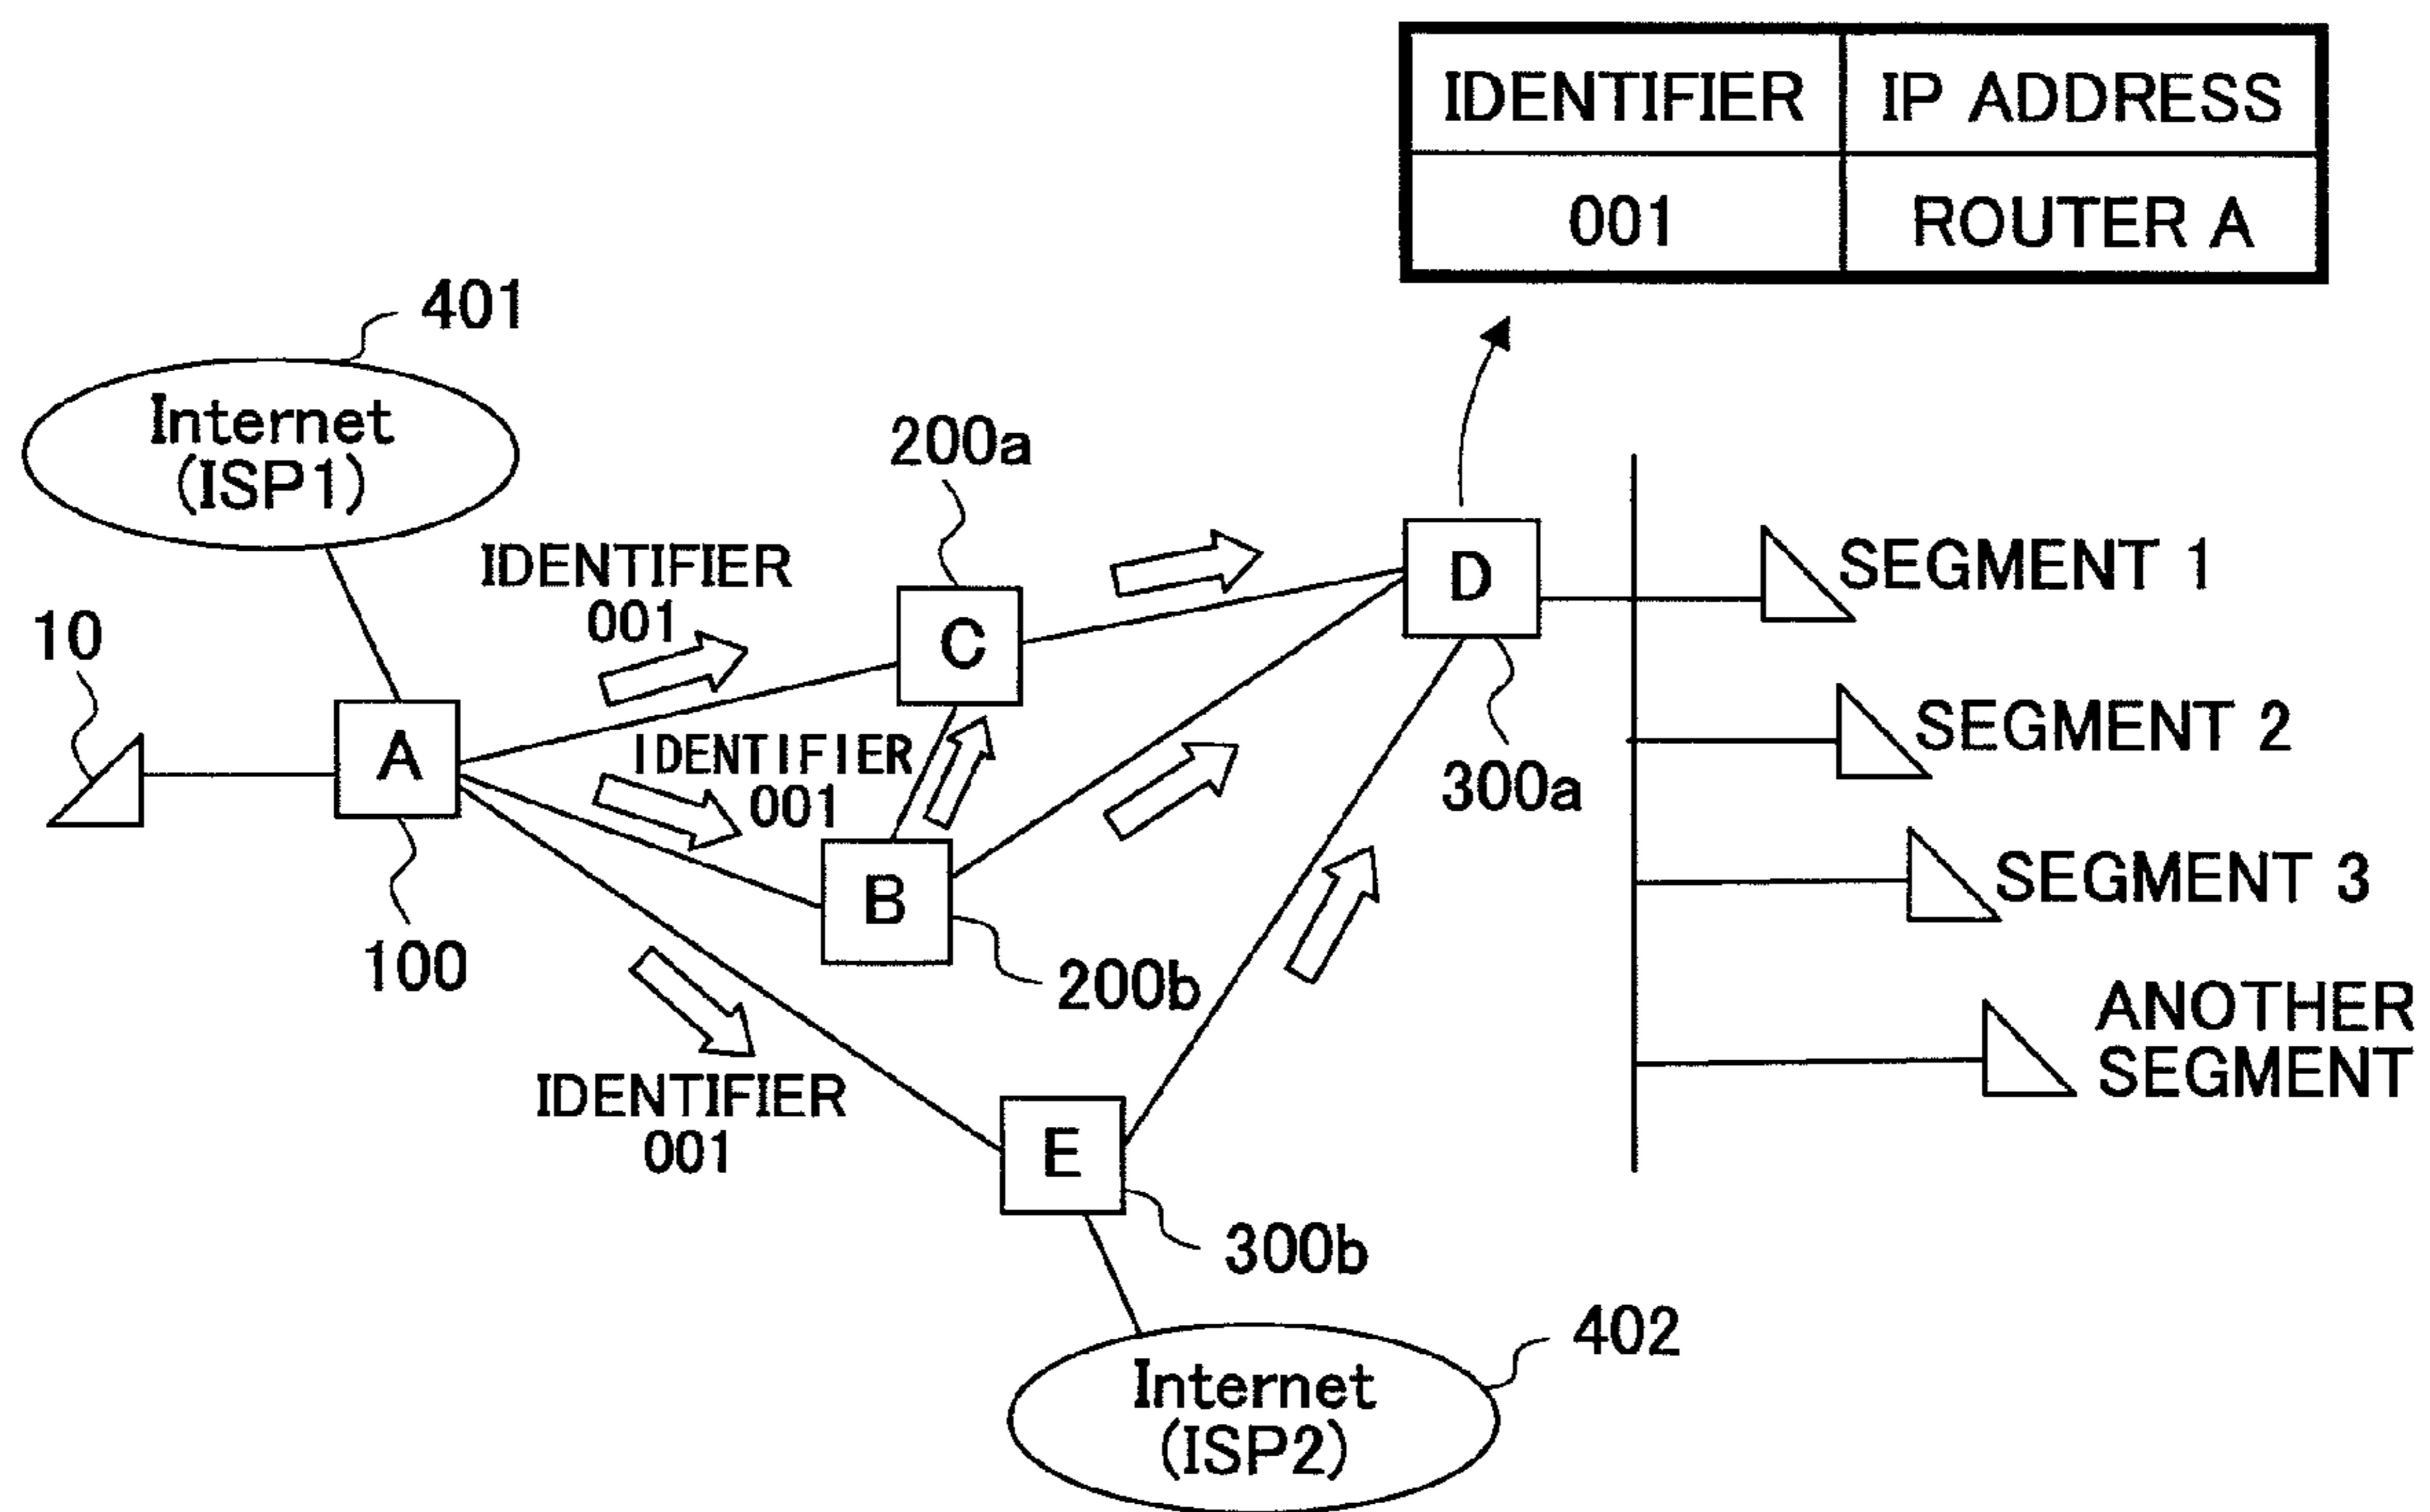 IDENTIFIER IP ADDRESS
001 ROUTER A
401
Internet
(ISP1)
200a
IDENTIFIER
001
C
D
SEGMENT 1
10
A
IDENTIFIER
001
SEGMENT 2
300a
100
B
200b
SEGMENT 3
ANOTHER
SEGMENT
IDENTIFIER
001
E
300b
402
Internet
(ISP2)